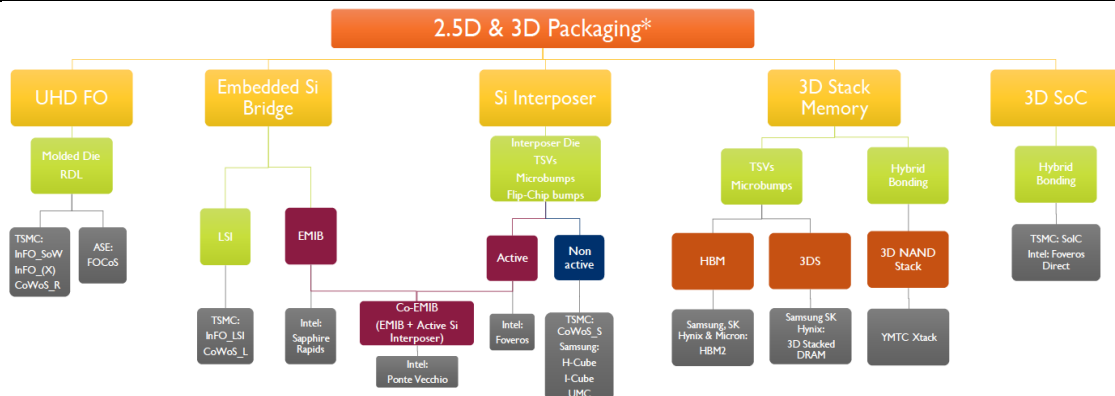 2.5D & 3D Packaging*
UHD FO
Embedded Si
Bridge
Si Interposer
3D Stack
Memory
3D SoC
Molded Die
RDL
Interposer Die
TSVs
Microbumps
Flip-Chip bumps
TSVs
Microbumps
Hybrid
Bonding
Hybrid
Bonding
LSI
EMIB
Active
Non
active
HBM
3DS
3D NAND
Stack
TSMC:
InFO_SoW
InFO_(X)
CoWoS_R
ASE:
FOCoS
TSMC: SoIC
Intel: Foveros
Direct
Co-EMIB
(EMIB + Active Si
Interposer)
TSMC:
InFO_LSI
CoWoS_L
Intel:
Sapphire
Rapids
Intel:
Ponte Vecchio
Intel:
Foveros
TSMC:
CoWoS_S
Samsung:
H-Cube
I-Cube
UMC
Samsung, SK
Hynix & Micron:
HBM2
Samsung SK
Hynix:
3D Stacked
DRAM
YMTC Xtack